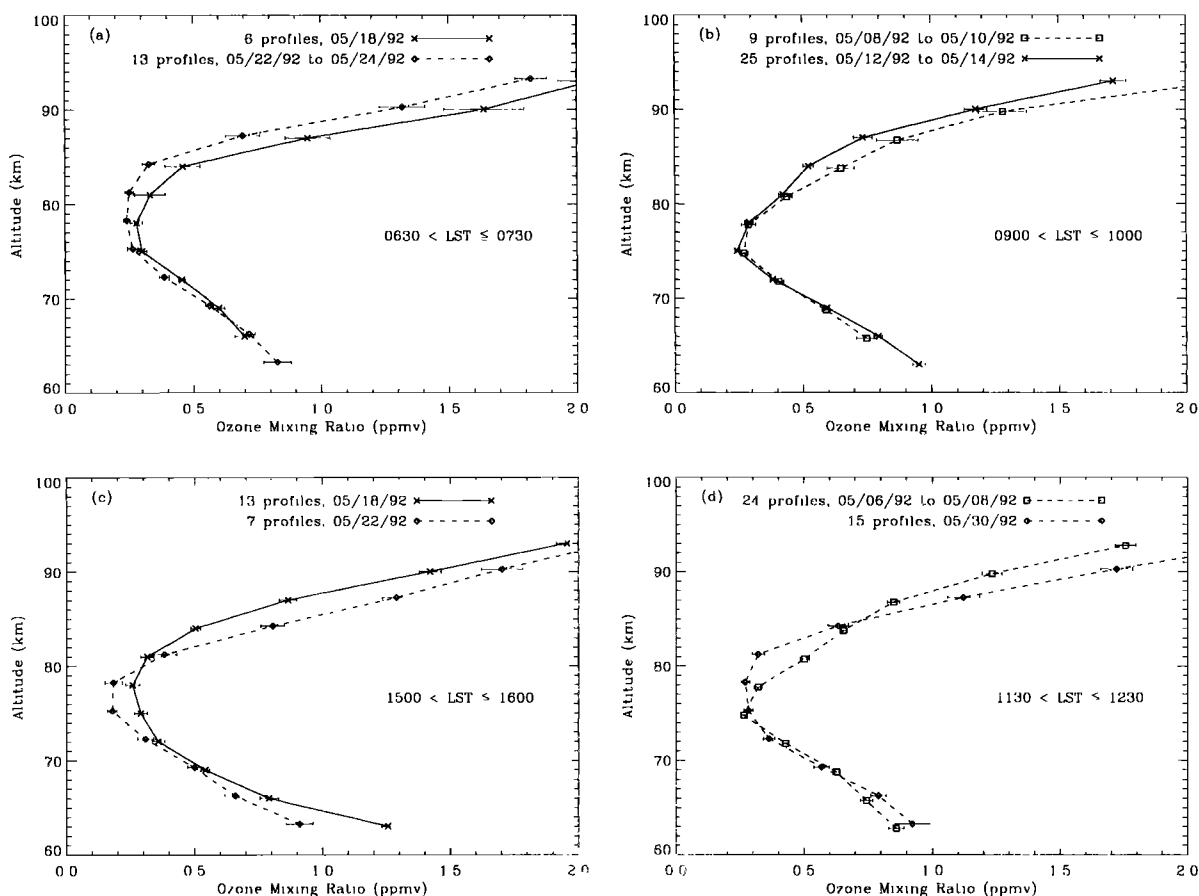 (a)
6 profiles, 05/18/92
13 profiles, 05/22/92 to 05/24/92
0630 < LST ≤ 0730
Altitude (km)
100
90
80
70
60
0 0
0 5
1 0
1 5
2 0
Ozone Mixing Ratio (ppmv)
(b)
9 profiles, 05/08/92 to 05/10/92
25 profiles, 05/12/92 to 05/14/92
0900 < LST ≤ 1000
Altitude (km)
100
90
80
70
60
0 0
0 5
1 0
1 5
2 0
Ozone Mixing Ratio (ppmv)
(c)
13 profiles, 05/18/92
7 profiles, 05/22/92
1500 < LST ≤ 1600
Altitude (km)
100
90
80
70
60
0 0
0 5
1 0
1 5
2 0
Ozone Mixing Ratio (ppmv)
(d)
24 profiles, 05/06/92 to 05/08/92
15 profiles, 05/30/92
1130 < LST ≤ 1230
Altitude (km)
100
90
80
70
60
0 0
0 5
1 0
1 5
2 0
Ozone Mixing Ratio (ppmv)